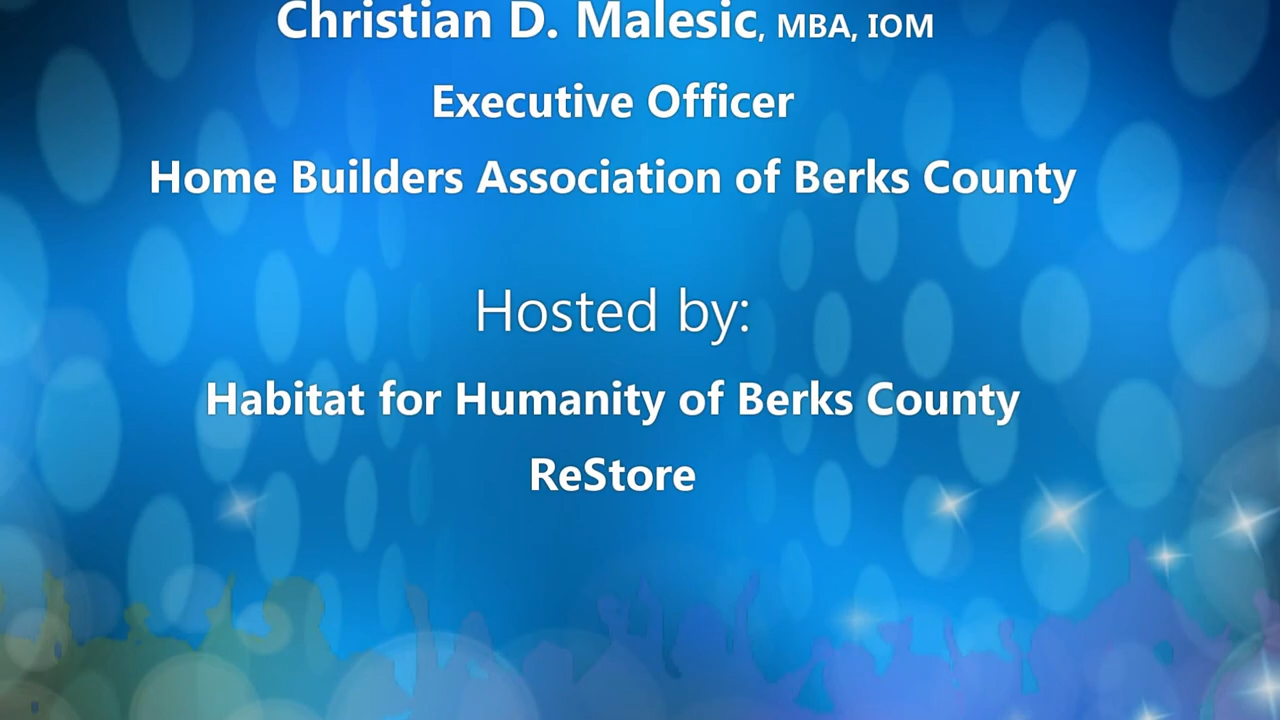 Christian D. Malesic, MBA, IOM
Executive Officer
Home Builders Association of Berks County
Hosted by:
Habitat for Humanity of Berks County
ReStore